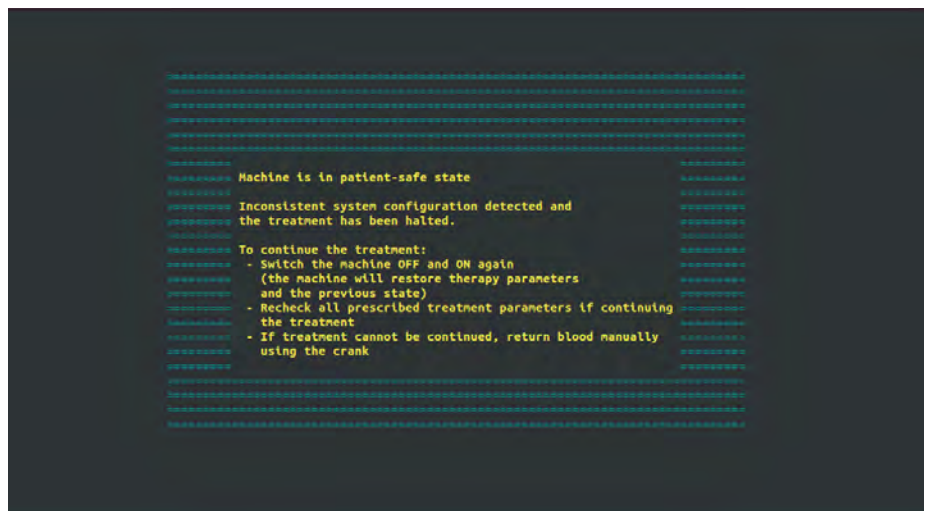 Machine is in patient-safe state
Inconsistent system configuration detected and
the treatment has been halted.
To continue the treatment:
- Switch the machine OFF and ON again
(the machine will restore therapy parameters
and the previous state)
- Recheck all prescribed treatment parameters if continuing
the treatment
- If treatment cannot be continued, return blood manually
using the crank